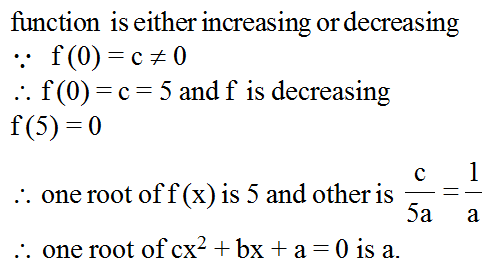 function is either increasing or decreasing
∵ f(0) = c ≠ 0
∴ f(0) = c = 5 and f is decreasing
f(5) = 0
∴ one root of f(x) is 5 and other is c/5a = 1/a
∴ one root of cx² + bx + a = 0 is a.